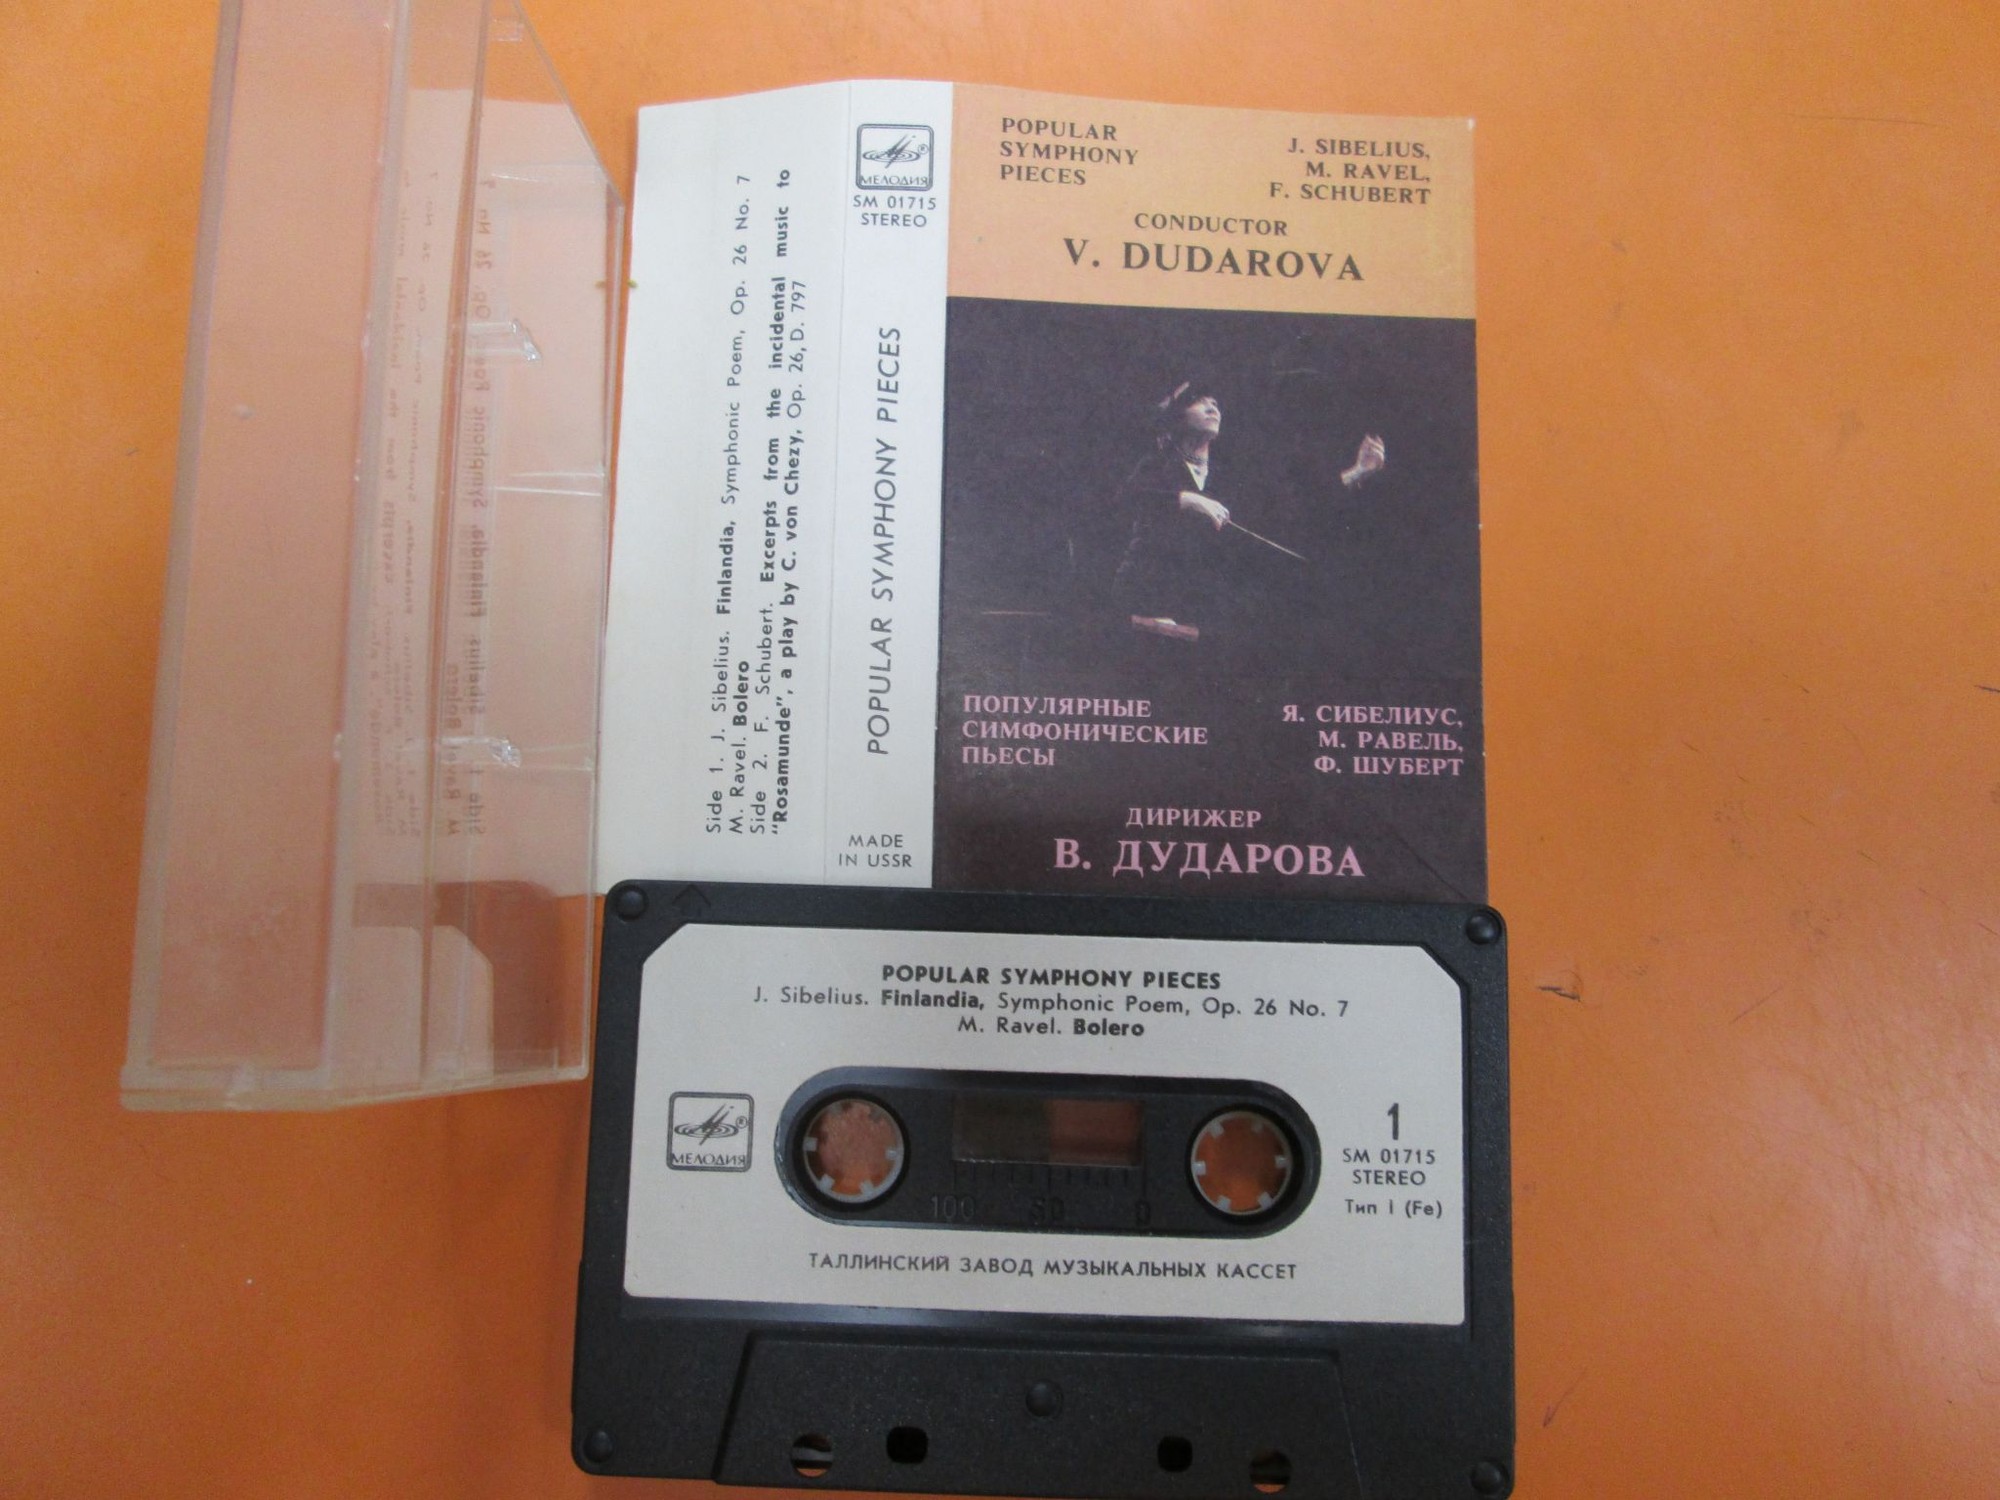 POPULAR
SYMPHONY
PIECES
J. SIBELIUS,
M. RAVEL,
F. SCHUBERT
CONDUCTOR
V. DUDAROVA
ПОПУЛЯРНЫЕ
СИМФОНИЧЕСКИЕ
ПЬЕСЫ
Я. СИБЕЛИУС,
М. РАВЕЛЬ,
Ф. ШУБЕРТ
ДИРИЖЕР
В. ДУДАРОВА
МЕЛОДИЯ
SM 01715
STEREO
POPULAR SYMPHONY PIECES
MADE
IN USSR
Side 1. J. Sibelius. Finlandia, Symphonic Poem, Op. 26 No. 7
M. Ravel. Bolero
Side 2. F. Schubert. Excerpts from the incidental music to
"Rosamunde", a play by C. von Chezy, Op. 26, D. 797
POPULAR SYMPHONY PIECES
J. Sibelius. Finlandia, Symphonic Poem, Op. 26 No. 7
M. Ravel. Bolero
МЕЛОДИЯ
1
SM 01715
STEREO
Тип I (Fe)
100 50 0
ТАЛЛИНСКИЙ ЗАВОД МУЗЫКАЛЬНЫХ КАССЕТ